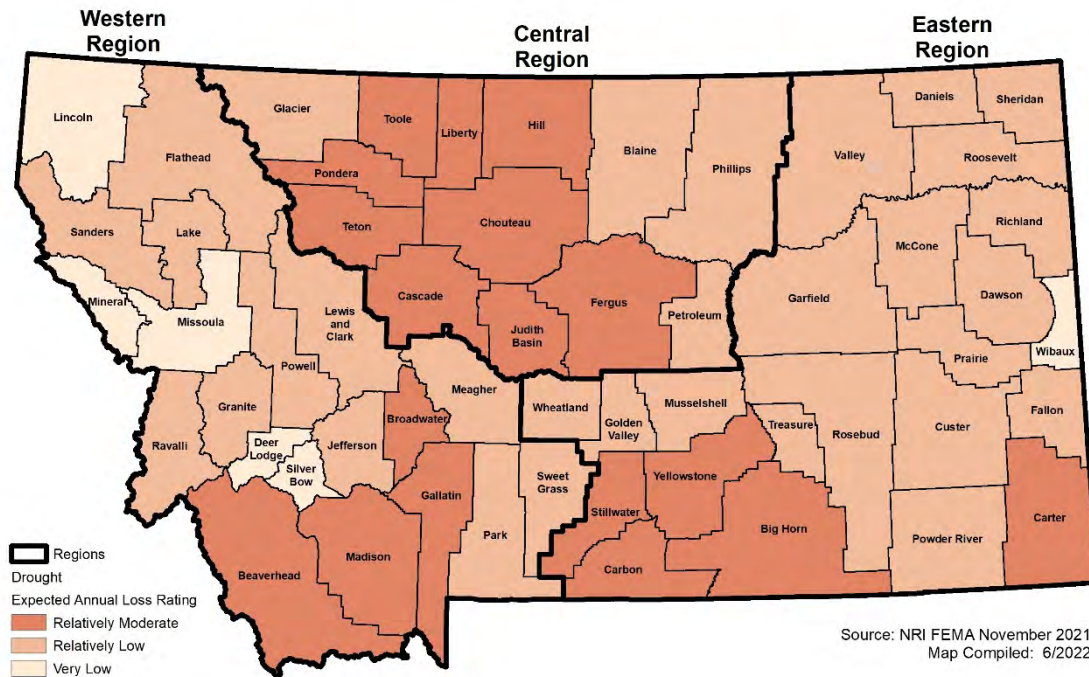 Western
Region
Central
Region
Eastern
Region
Lincoln
Flathead
Glacier
Toole
Liberty
Hill
Blaine
Phillips
Valley
Daniels
Sheridan
Roosevelt
Pondera
Teton
Chouteau
Sanders
Lake
Richland
McCone
Mineral
Missoula
Lewis
and
Clark
Cascade
Judith
Basin
Fergus
Petroleum
Garfield
Dawson
Prairie
Wibaux
Powell
Granite
Ravalli
Deer
Lodge
Silver
Bow
Jefferson
Broadwater
Meagher
Wheatland
Golden
Valley
Musselshell
Treasure
Rosebud
Custer
Fallon
Gallatin
Park
Sweet
Grass
Stillwater
Yellowstone
Big Horn
Carbon
Powder River
Carter
Beaverhead
Madison
Regions
Drought
Expected Annual Loss Rating
Relatively Moderate
Relatively Low
Very Low
Source: NRI FEMA November 2021
Map Compiled: 6/2022